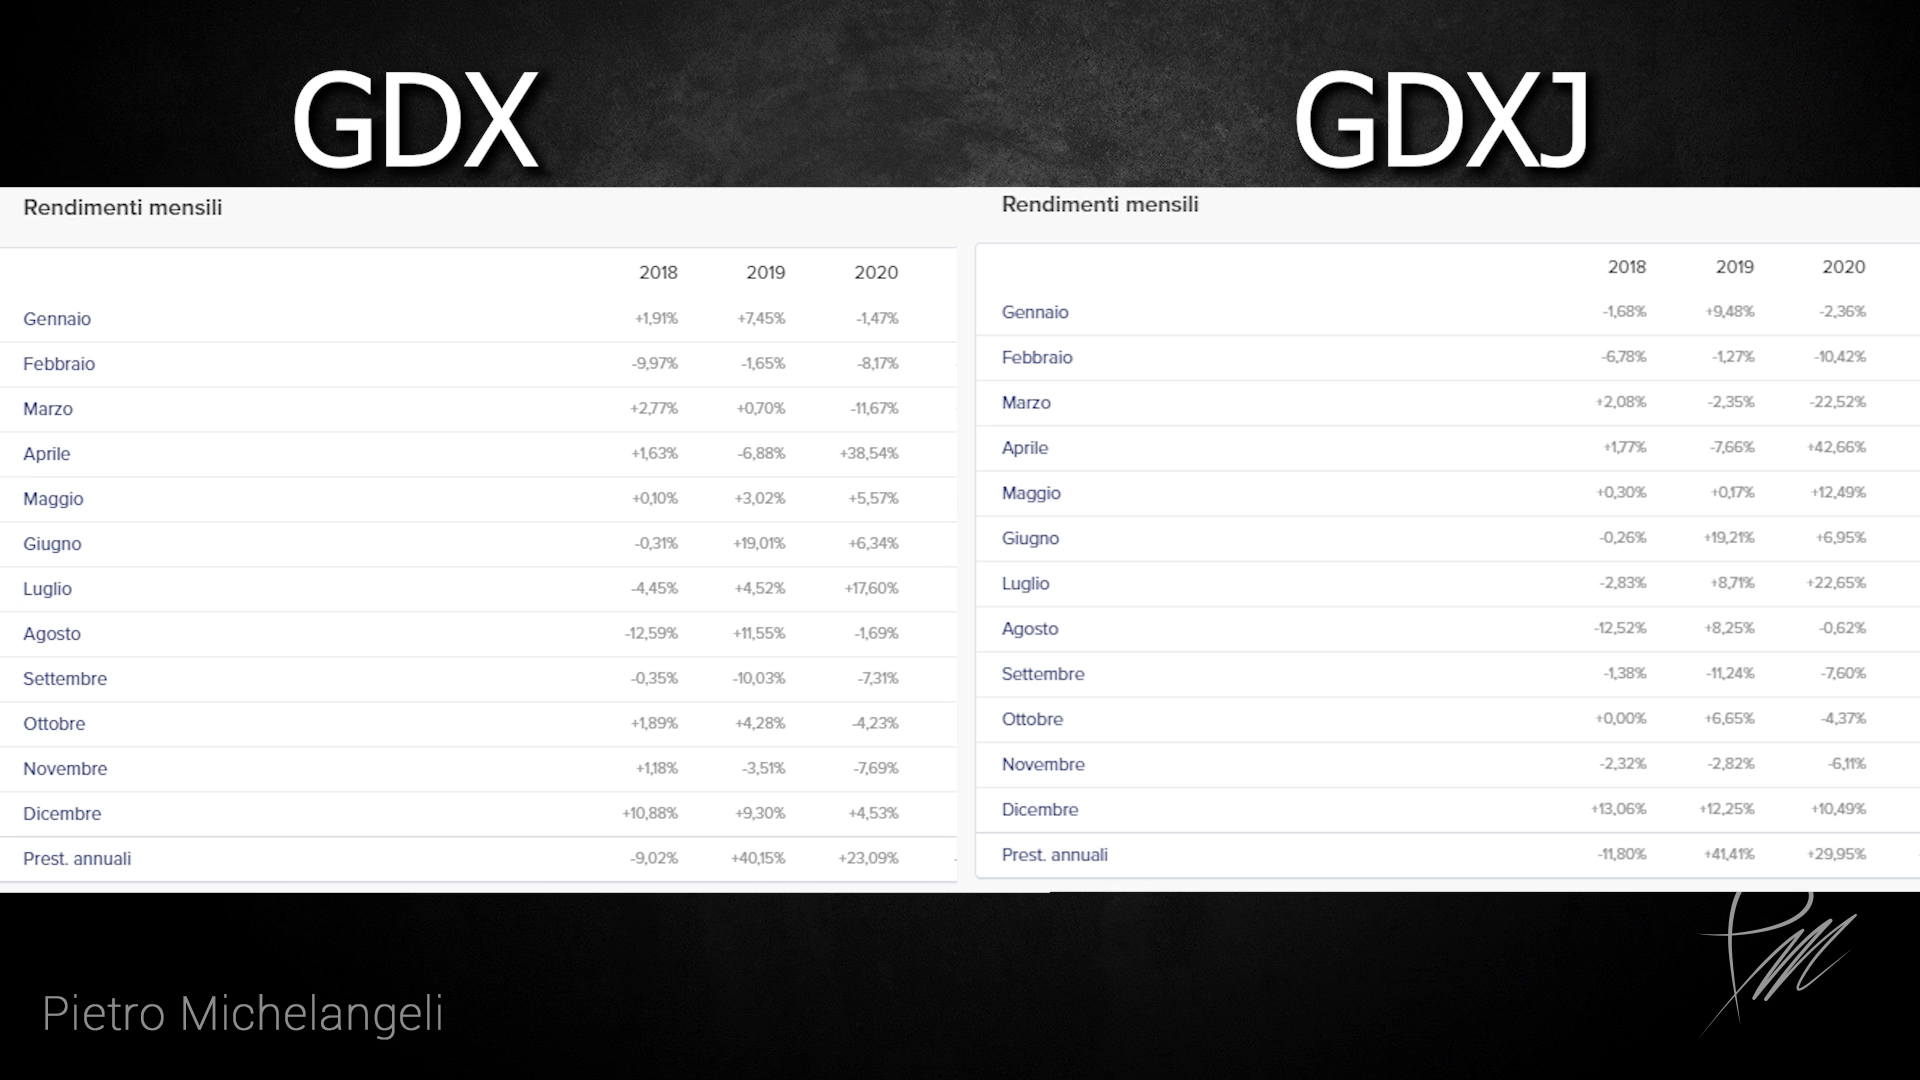 GDX
Rendimenti mensili
2018 2019 2020
Gennaio +1,91% +7,45% -1,47%
Febbraio -9,97% -1,65% -8,17%
Marzo +2,77% +0,70% -11,67%
Aprile +1,63% -6,88% +38,54%
Maggio +0,10% +3,02% +5,57%
Giugno -0,31% +19,01% +6,34%
Luglio -4,45% +4,52% +17,60%
Agosto -12,59% +11,55% -1,69%
Settembre -0,35% -10,03% -7,31%
Ottobre +1,89% +4,28% -4,23%
Novembre +1,18% -3,51% -7,69%
Dicembre +10,88% +9,30% +4,53%
Prest. annuali -9,02% +40,15% +23,09%
GDXJ
Rendimenti mensili
2018 2019 2020
Gennaio -1,68% +9,48% -2,36%
Febbraio -6,78% -1,27% -10,42%
Marzo +2,08% -2,35% -22,52%
Aprile +1,77% -7,66% +42,66%
Maggio +0,30% +0,17% +12,49%
Giugno -0,26% +19,21% +6,95%
Luglio -2,83% +8,71% +22,65%
Agosto -12,52% +8,25% -0,62%
Settembre -1,38% -11,24% -7,60%
Ottobre +0,00% +6,65% -4,37%
Novembre -2,32% -2,82% -6,11%
Dicembre +13,06% +12,25% +10,49%
Prest. annuali -11,80% +41,41% +29,95%
Pietro Michelangeli
PM